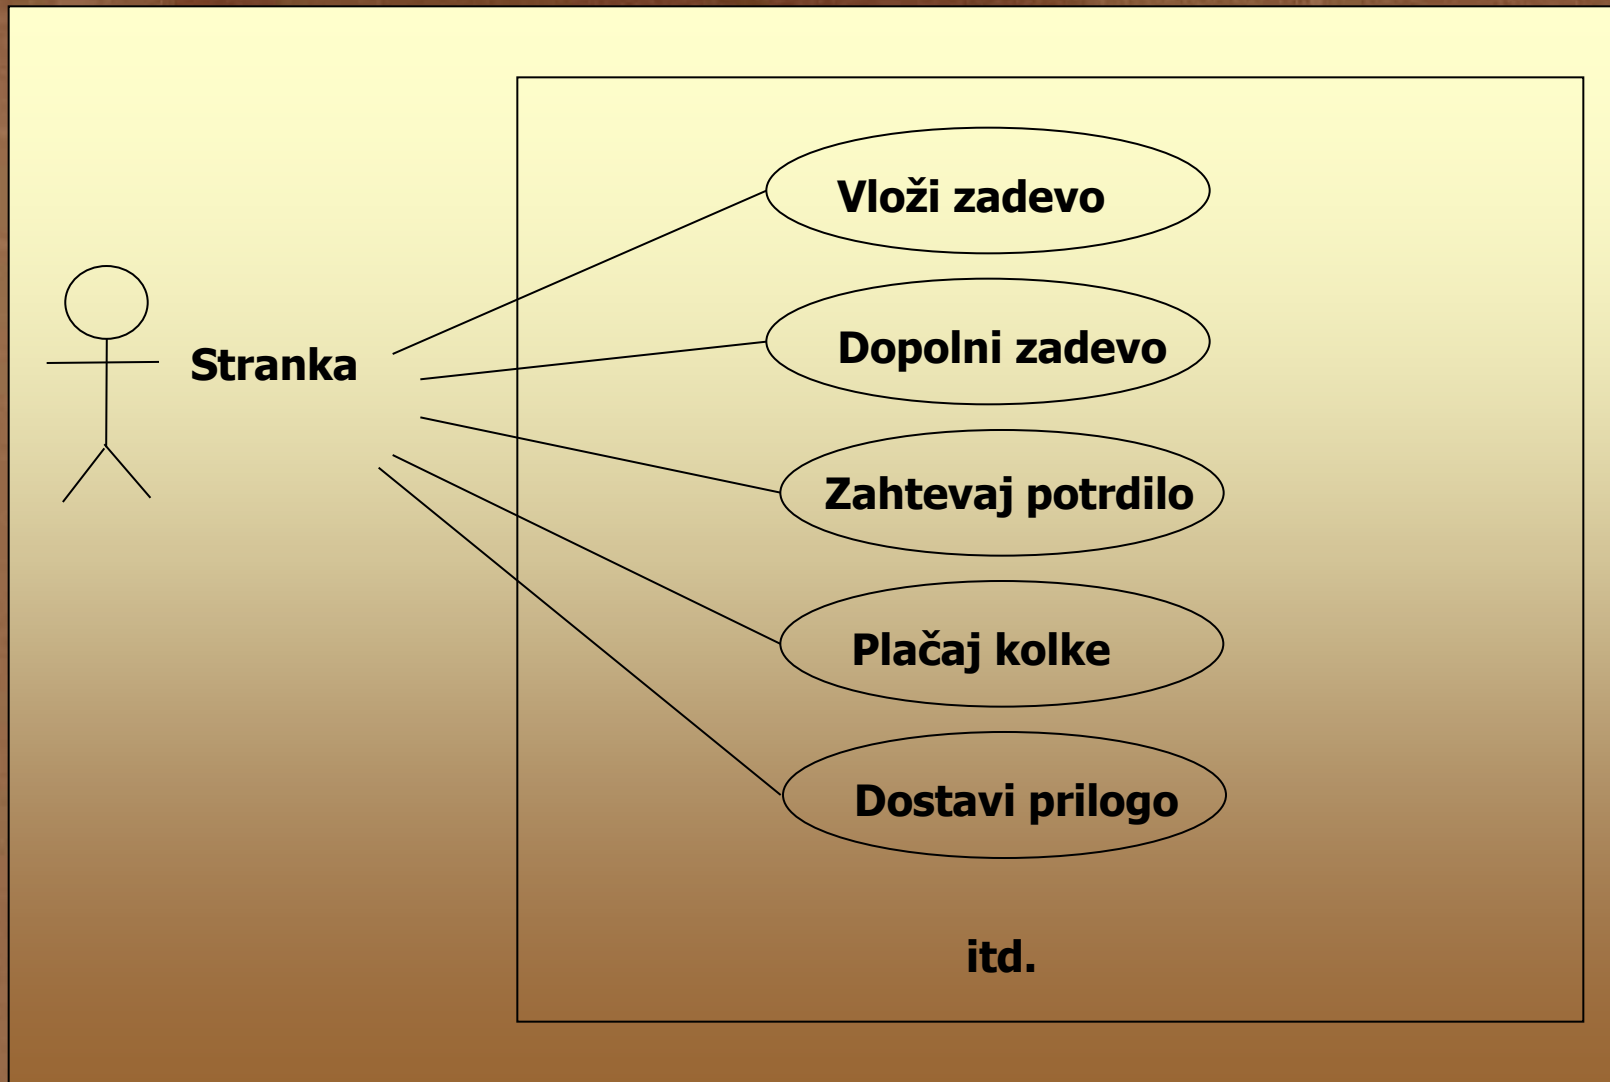 Vloži zadevo
Dopolni zadevo
Stranka
Zahtevaj potrdilo
Plačaj kolke
Dostavi prilogo
itd.